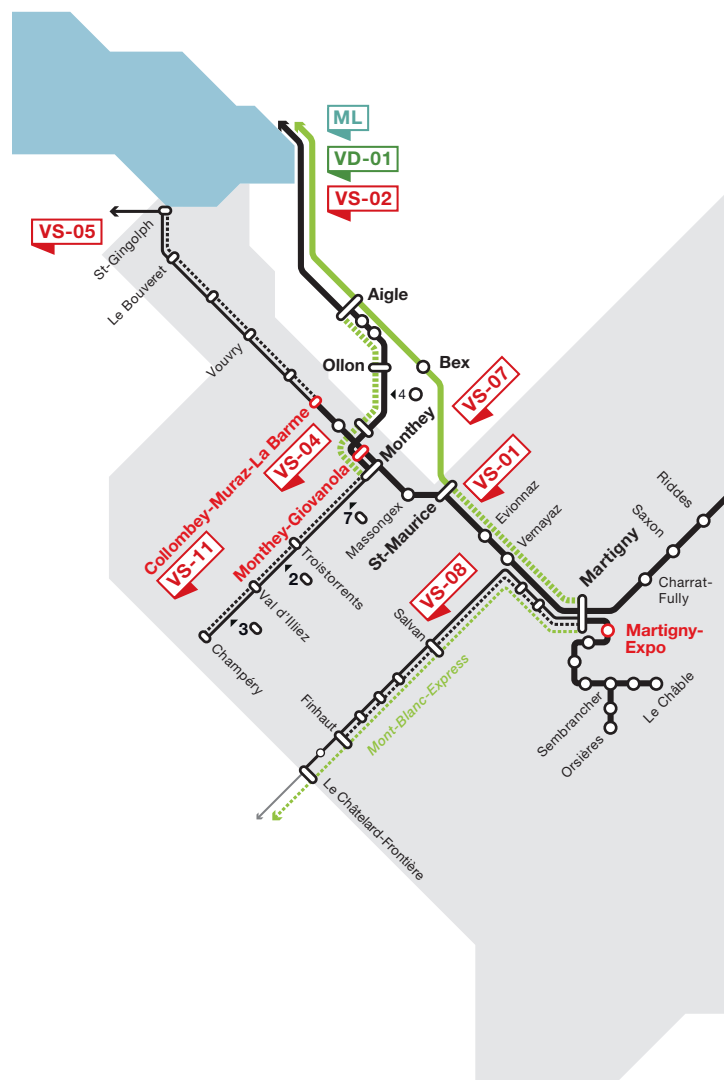 ML
VD-01
VS-02
VS-05
St-Gingolph
Le Bouveret
Aigle
Vouvry
Ollon
Bex
4
VS-07
Collombey-Muraz-La Barme
VS-04
Monthey
Monthey-Giovanola
VS-01
VS-11
7
Massongex
St-Maurice
Evionnaz
Vernayaz
Riddes
Saxon
Martigny
Charrat-
Fully
Troistorrents
2
Val d'Illiez
3
Champéry
VS-08
Salvan
Martigny-
Expo
Finhaut
Mont-Blanc-Express
Sembrancher
Le Châble
Orsières
Le Châtelard-Frontière